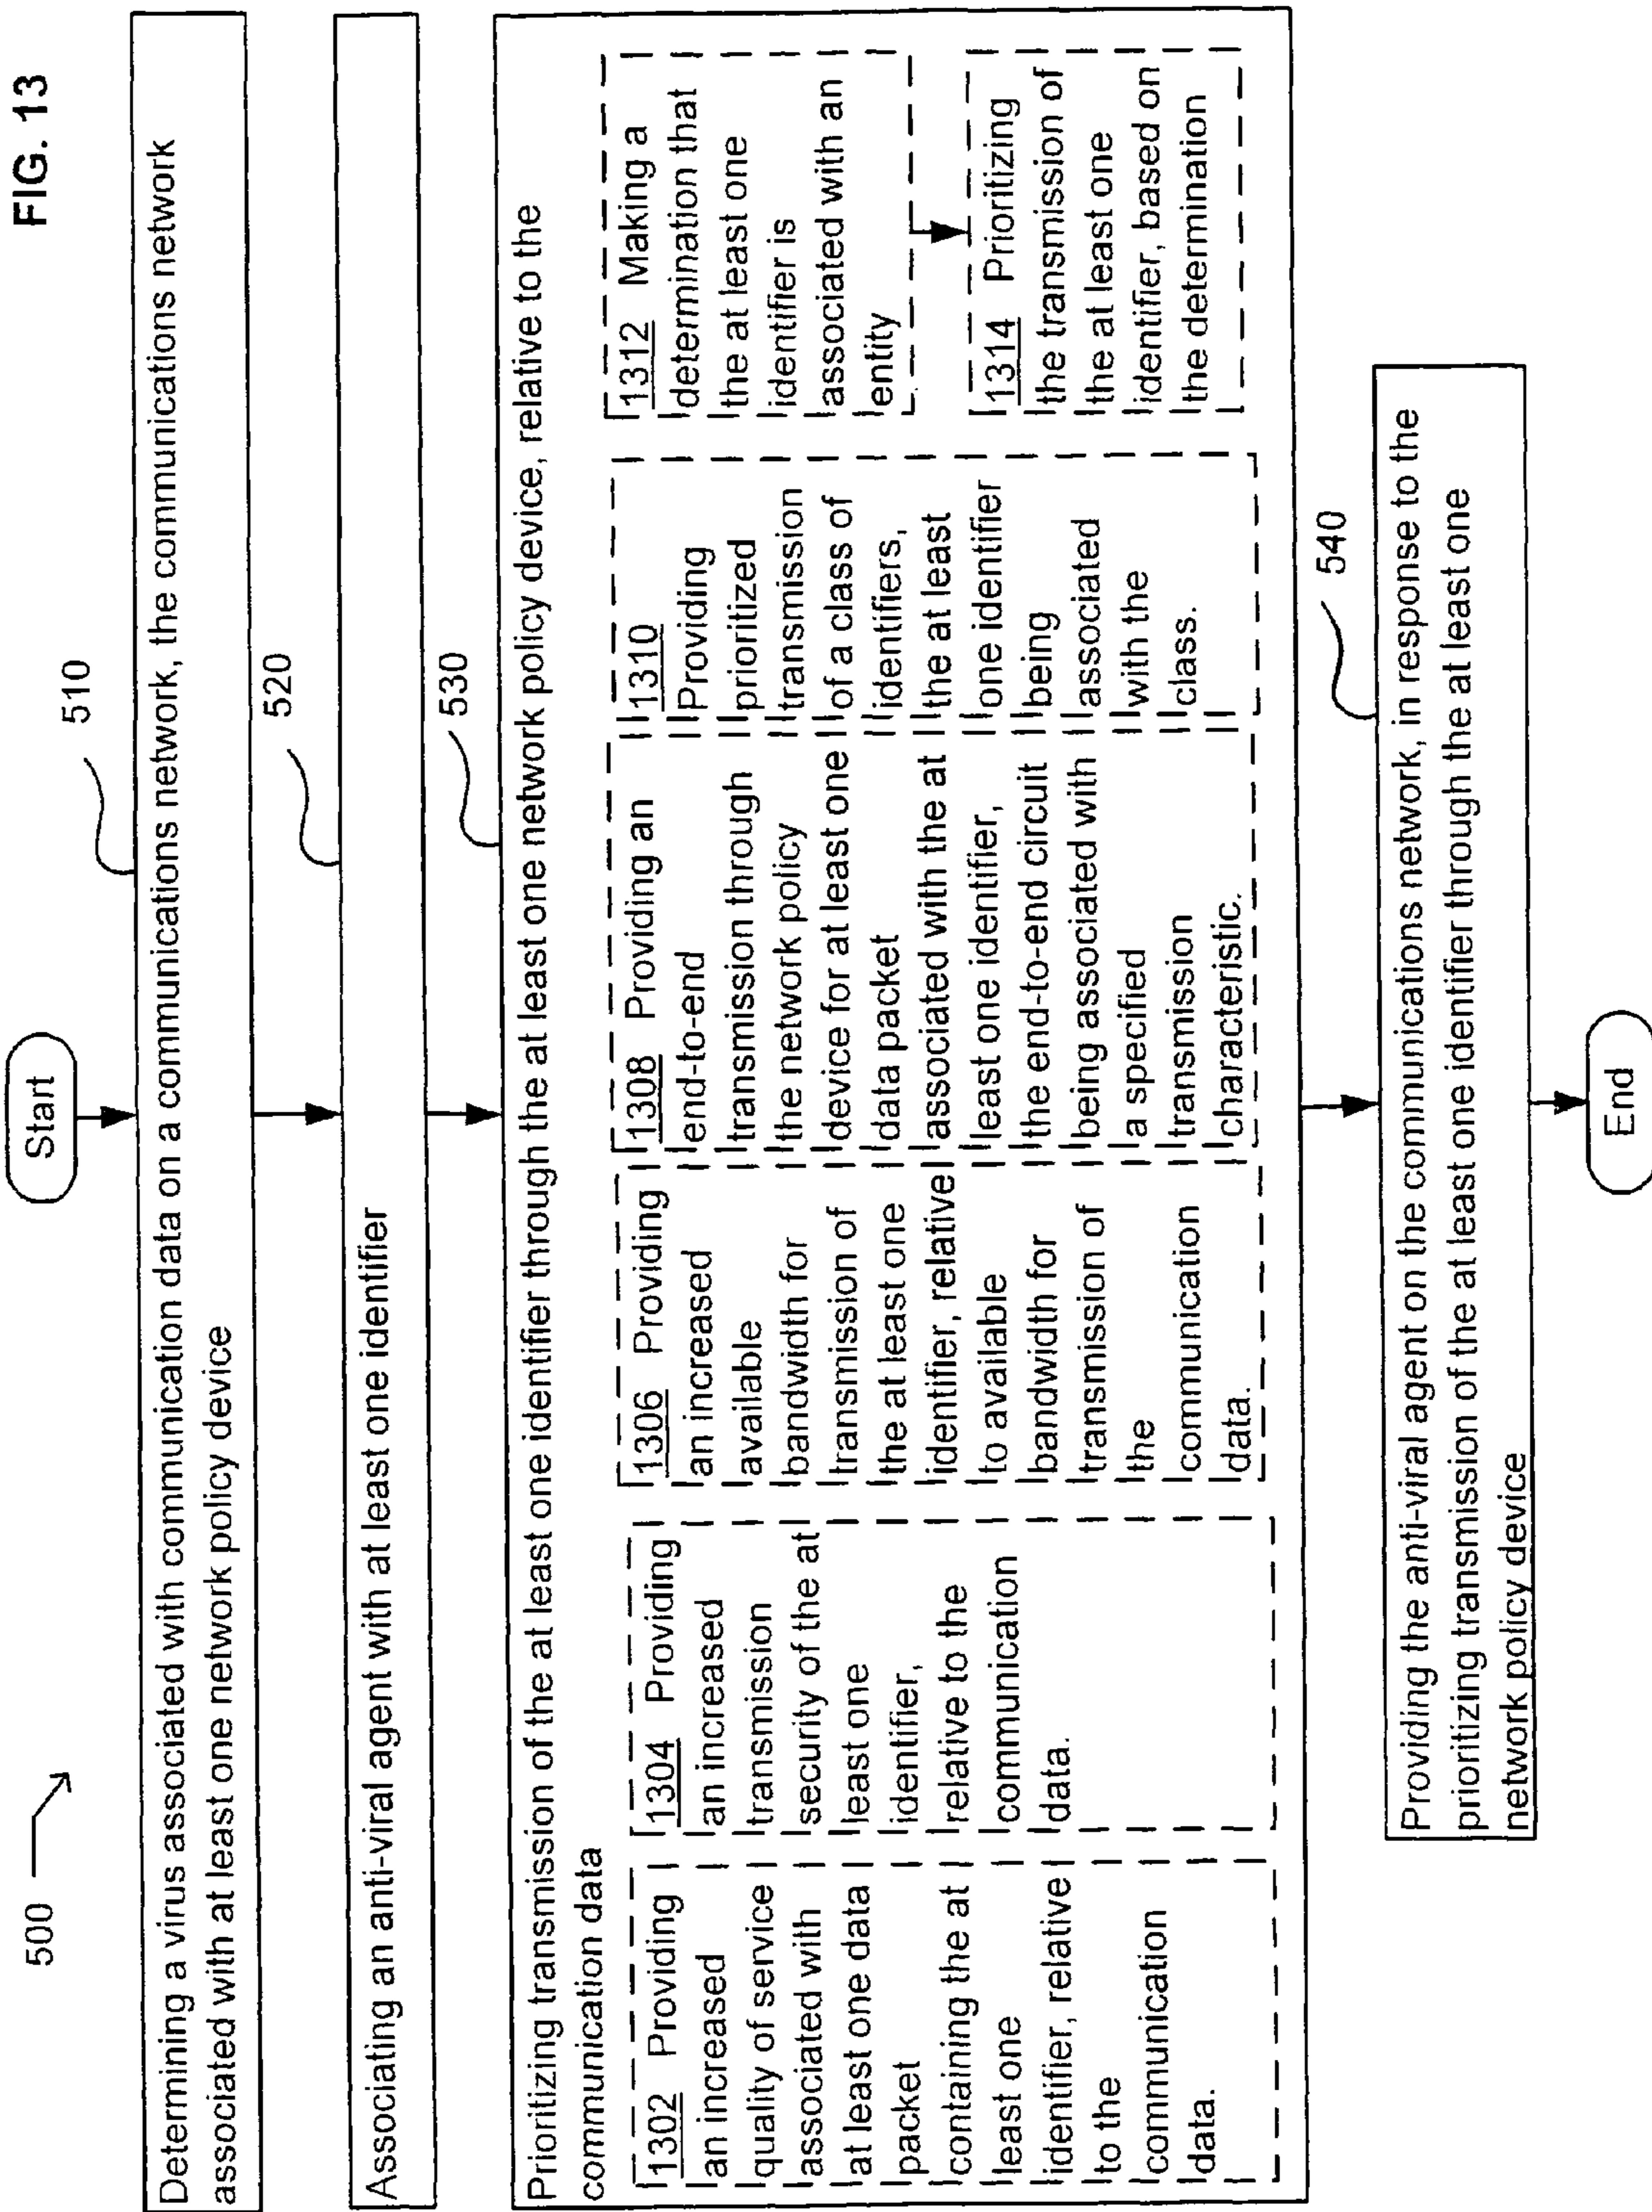 FIG. 13
500
Start
510
Determining a virus associated with communication data on a communications network, the communications network
associated with at least one network policy device
520
Associating an anti-viral agent with at least one identifier
530
Prioritizing transmission of the at least one identifier through the at least one network policy device, relative to the
communication data
1302 Providing
an increased
quality of service
associated with
at least one data
packet
containing the at
least one
identifier, relative
to the
communication
data.
1304 Providing
an increased
transmission
security of the at
least one
identifier,
relative to the
communication
data.
1306 Providing
an increased
available
bandwidth for
transmission of
the at least one
identifier, relative
to available
bandwidth for
transmission of
the
communication
data.
1308 Providing an
end-to-end
transmission through
the network policy
device for at least one
data packet
associated with the at
least one identifier,
the end-to-end circuit
being associated with
a specified
transmission
characteristic.
1310
Providing
prioritized
transmission
of a class of
identifiers,
the at least
one identifier
being
associated
with the
class.
1312 Making a
determination that
the at least one
identifier is
associated with an
entity
1314 Prioritizing
the transmission of
the at least one
identifier, based on
the determination
540
Providing the anti-viral agent on the communications network, in response to the
prioritizing transmission of the at least one identifier through the at least one
network policy device
End